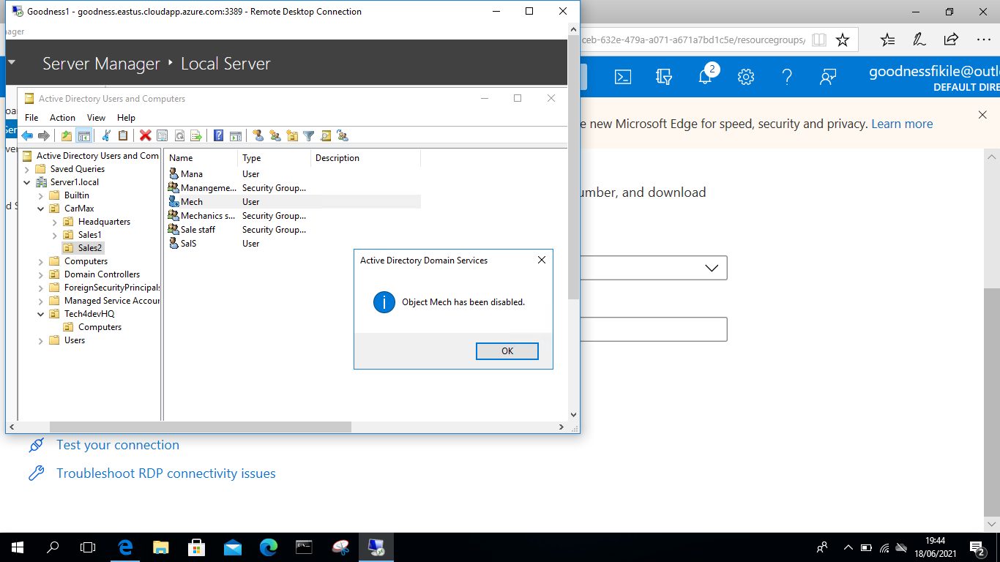 Goodness1 - goodness.eastus.cloudapp.azure.com:3389 - Remote Desktop Connection
ager
Server Manager Local Server
Active Directory Users and Computers
File Action View Help
Active Directory Users and Com
Saved Queries
Server1.local
Builtin
CarMax
Headquarters
Sales1
Sales2
Computers
Domain Controllers
ForeignSecurityPrincipals
Managed Service Accour
Tech4devHQ
Computers
Users
Name Type Description
Mana User
Manangeme... Security Group...
Mech User
Mechanics s... Security Group...
Sale staff Security Group...
SalS User
Active Directory Domain Services
Object Mech has been disabled.
OK
ceb-632e-479a-a071-a671a7bd1c5e/resourcegroups/
2
goodnessfikile@outlo
DEFAULT DIRE
e new Microsoft Edge for speed, security and privacy. Learn more
umber, and download
Test your connection
Troubleshoot RDP connectivity issues
19:44
18/06/2021
2